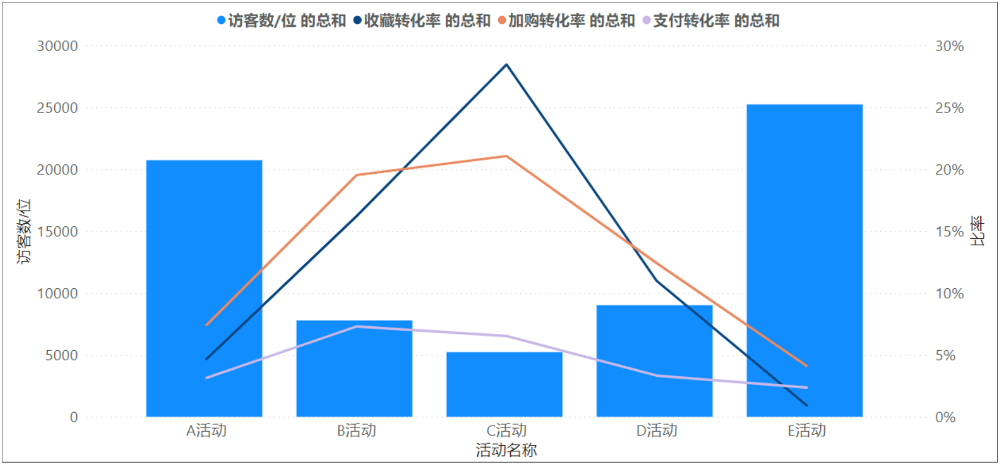 访客数/位 的总和 收藏转化率 的总和 加购转化率 的总和 支付转化率 的总和
30000 30%
25000 25%
20000 20%
15000 15%
10000 10%
5000 5%
0 0%
访客数/位
比率
A活动 B活动 C活动 D活动 E活动
活动名称